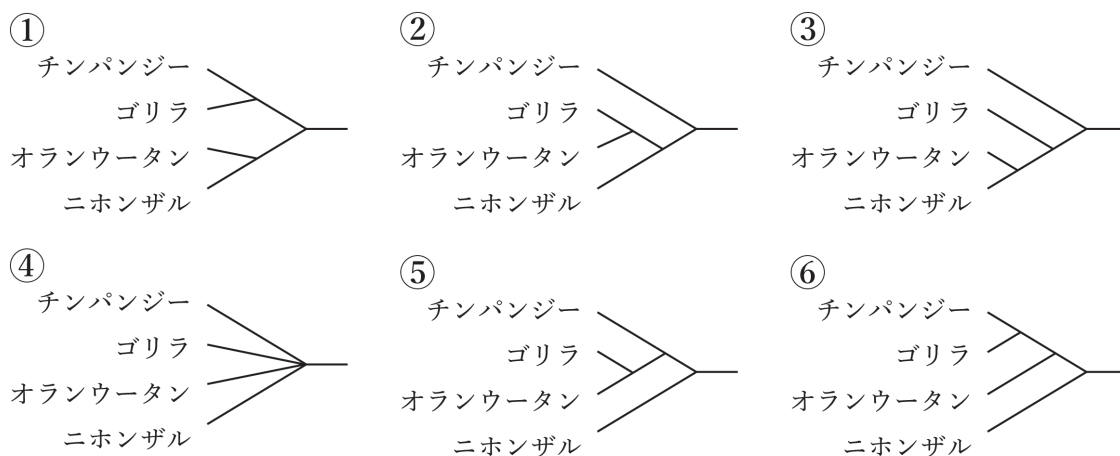 ①
チンパンジー
ゴリラ
オランウータン
ニホンザル
②
チンパンジー
ゴリラ
オランウータン
ニホンザル
③
チンパンジー
ゴリラ
オランウータン
ニホンザル
④
チンパンジー
ゴリラ
オランウータン
ニホンザル
⑤
チンパンジー
ゴリラ
オランウータン
ニホンザル
⑥
チンパンジー
ゴリラ
オランウータン
ニホンザル